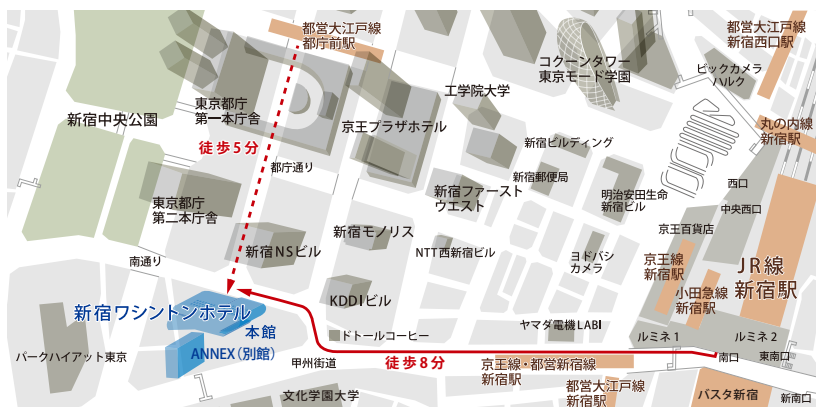 都営大江戸線
都庁前駅
コクーンタワー
東京モード学園
都営大江戸線
新宿西口駅
ビックカメラ
ハルク
東京都庁
第一本庁舎
工学院大学
新宿中央公園
京王プラザホテル
丸の内線
新宿駅
徒歩5分
新宿ビルディング
都庁通り
新宿郵便局
西口
東京都庁
第二本庁舎
新宿ファースト
ウエスト
明治安田生命
新宿ビル
中央西口
京王百貨店
新宿モノリス
新宿NSビル
NTT西新宿ビル
ヨドバシ
カメラ
京王線
新宿駅
JR線
新宿駅
南通り
小田急線
新宿駅
KDDIビル
新宿ワシントンホテル
本館
ANNEX(別館)
ドトールコーヒー
ヤマダ電機LABI
ルミネ1
ルミネ2
パークハイアット東京
甲州街道
徒歩8分
京王線・都営新宿線
新宿駅
南口
東南口
文化学園大学
都営大江戸線
新宿駅
バスタ新宿
新南口